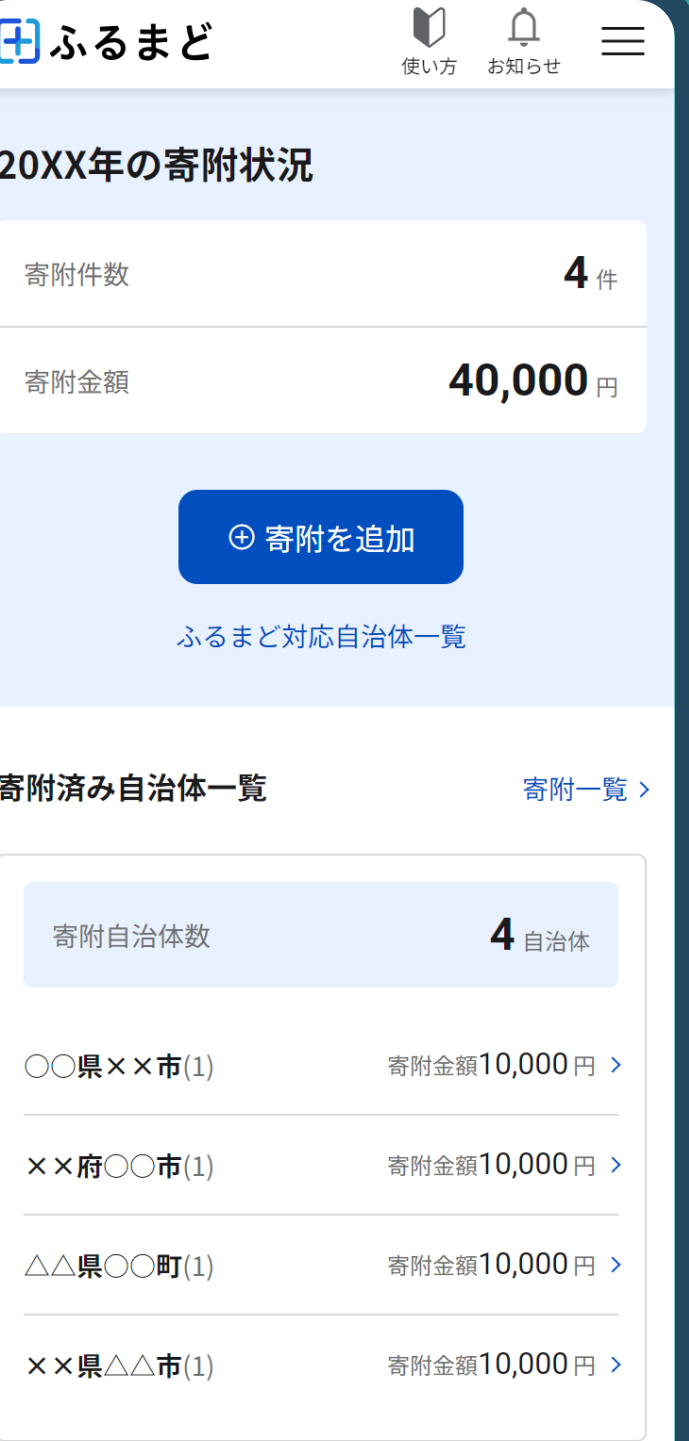 ふるまど
使い方 お知らせ
20XX年の寄附状況
寄附件数 4 件
寄附金額 40,000 円
寄附を追加
ふるまど対応自治体一覧
寄附済み自治体一覧 寄附一覧
寄附自治体数 4 自治体
○○県××市(1) 寄附金額10,000 円
××府○○市(1) 寄附金額10,000 円
△△県○○町(1) 寄附金額10,000 円
××県△△市(1) 寄附金額10,000 円